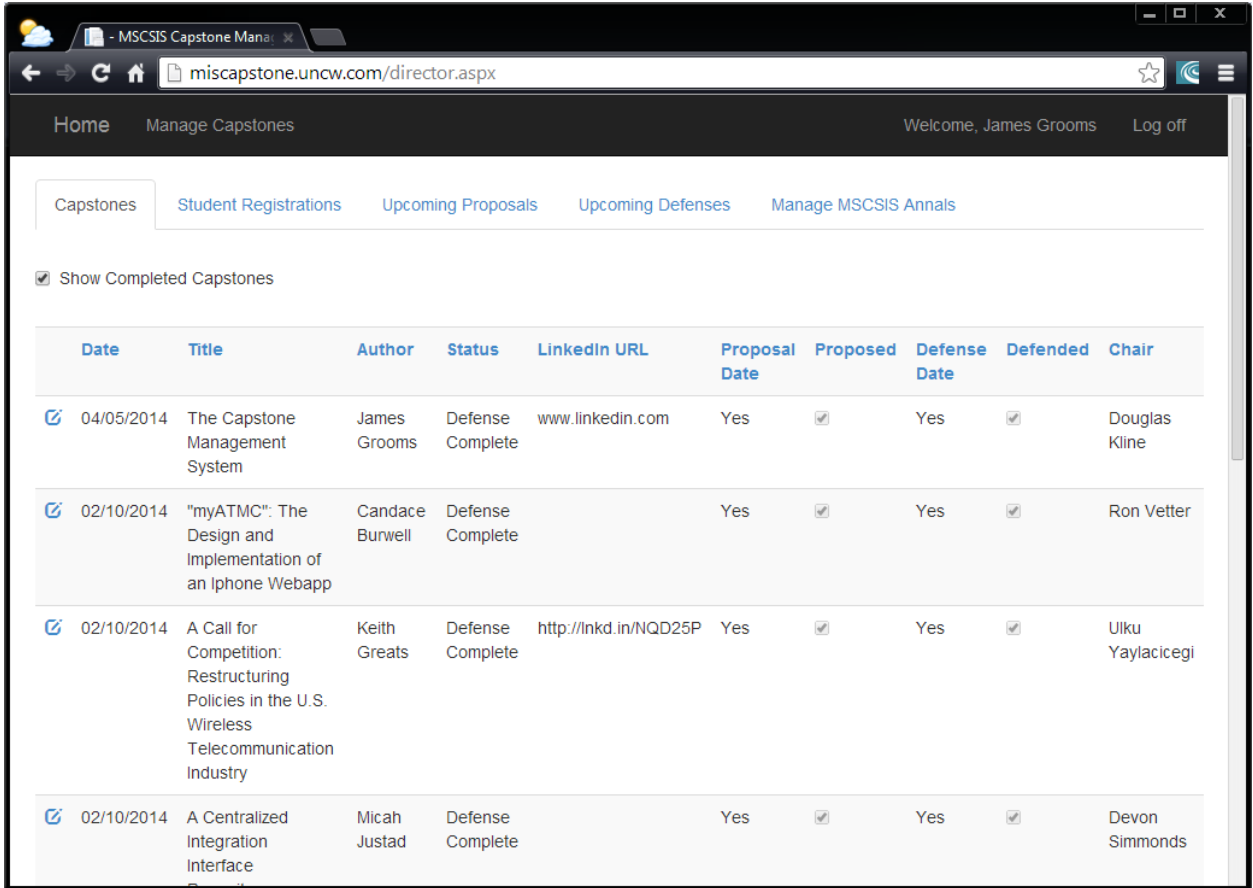 - MSCSIS Capstone Mana
miscapstone.uncw.com/director.aspx
Home Manage Capstones Welcome, James Grooms Log off
Capstones Student Registrations Upcoming Proposals Upcoming Defenses Manage MSCSIS Annals
Show Completed Capstones
Date Title Author Status LinkedIn URL Proposal Proposed Defense Defended Chair
Date Date
04/05/2014 The Capstone James Defense www.linkedin.com Yes Yes Douglas
Management Grooms Complete Kline
System
02/10/2014 "myATMC": The Candace Defense Yes Yes Ron Vetter
Design and Burwell Complete
Implementation of
an Iphone Webapp
02/10/2014 A Call for Keith Defense http://lnkd.in/NQD25P Yes Yes Ulku
Competition: Greats Complete Yaylacicegi
Restructuring
Policies in the U.S.
Wireless
Telecommunication
Industry
02/10/2014 A Centralized Micah Defense Yes Yes Devon
Integration Justad Complete Simmonds
Interface